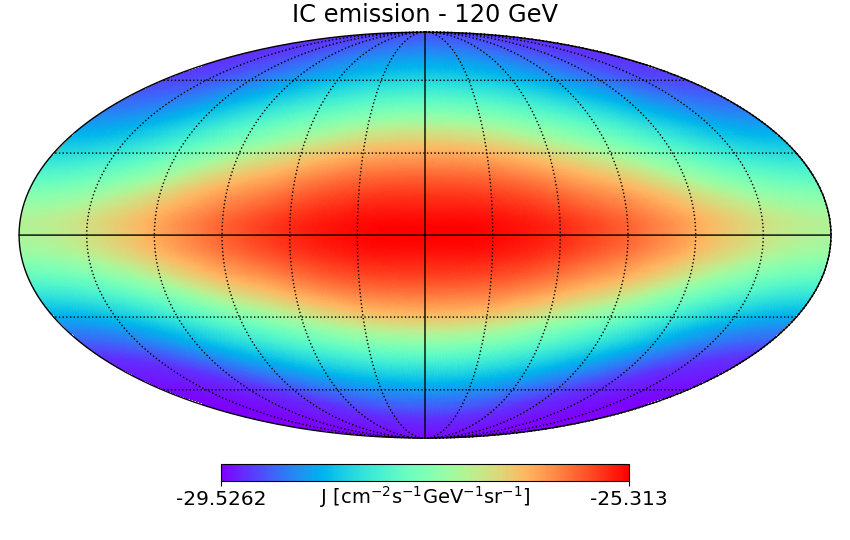 IC emission - 120 GeV
-29.5262 J [cm⁻²s⁻¹GeV⁻¹sr⁻¹] -25.313